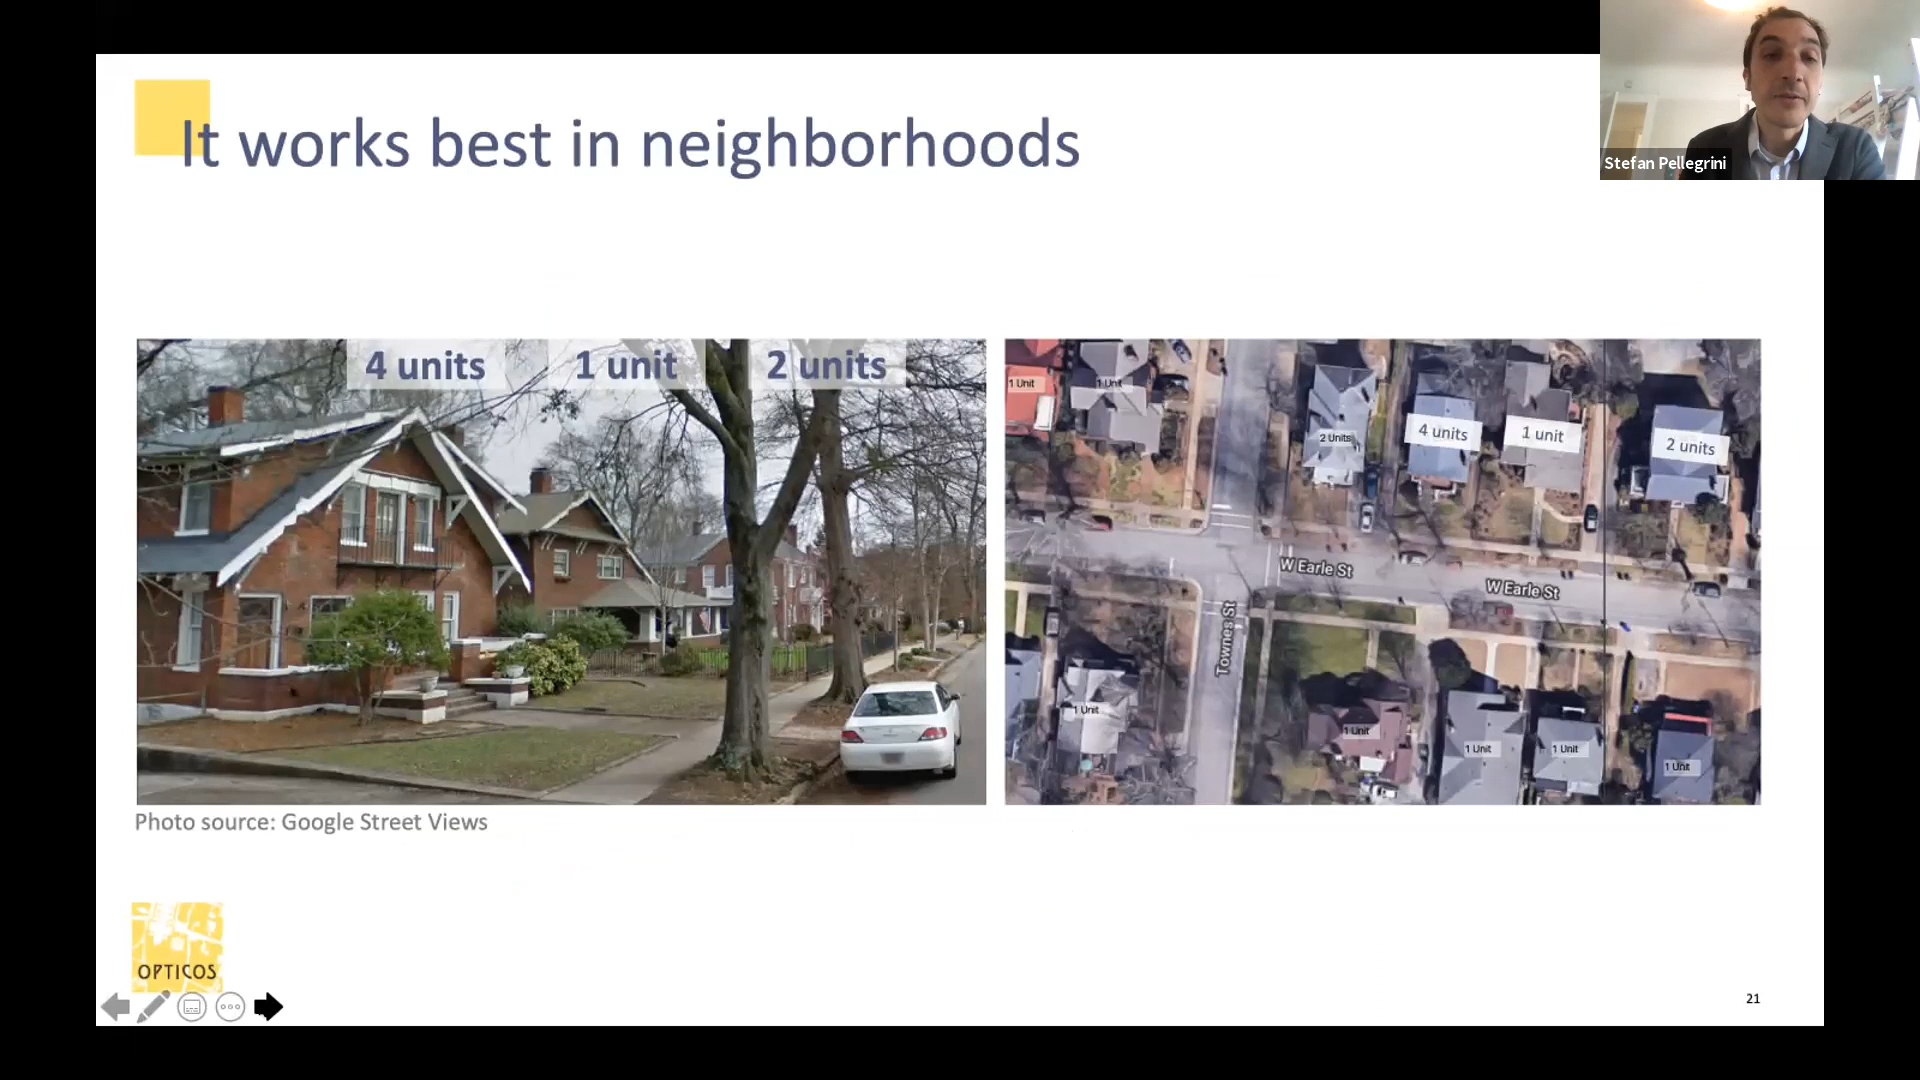 It works best in neighborhoods
Stefan Pellegrini
4 units 1 unit 2 units
1 Unit
1 Unit
2 Units
4 units
1 unit
2 units
W Earle St
W Earle St
Townes St
1 Unit
1 Unit
1 Unit
1 Unit
1 Unit
Photo source: Google Street Views
OPTICOS
21